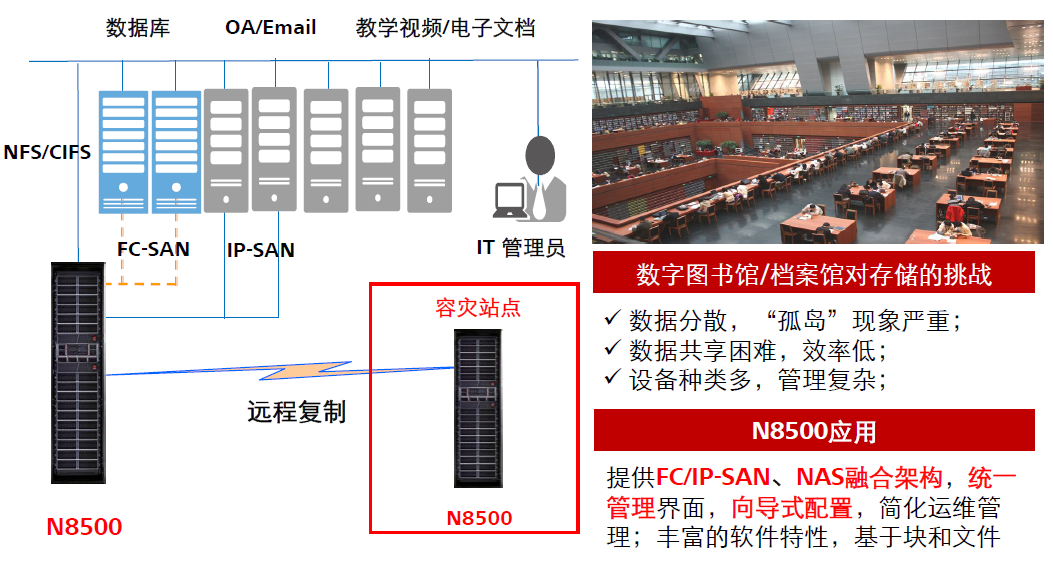 数据库
OA/Email
教学视频/电子文档
NFS/CIFS
FC-SAN
IP-SAN
IT 管理员
容灾站点
远程复制
N8500
N8500
数字图书馆/档案馆对存储的挑战
✓ 数据分散，“孤岛”现象严重；
✓ 数据共享困难，效率低；
✓ 设备种类多，管理复杂；
N8500应用
提供FC/IP-SAN、NAS融合架构，统一
管理界面，向导式配置，简化运维管
理；丰富的软件特性，基于块和文件